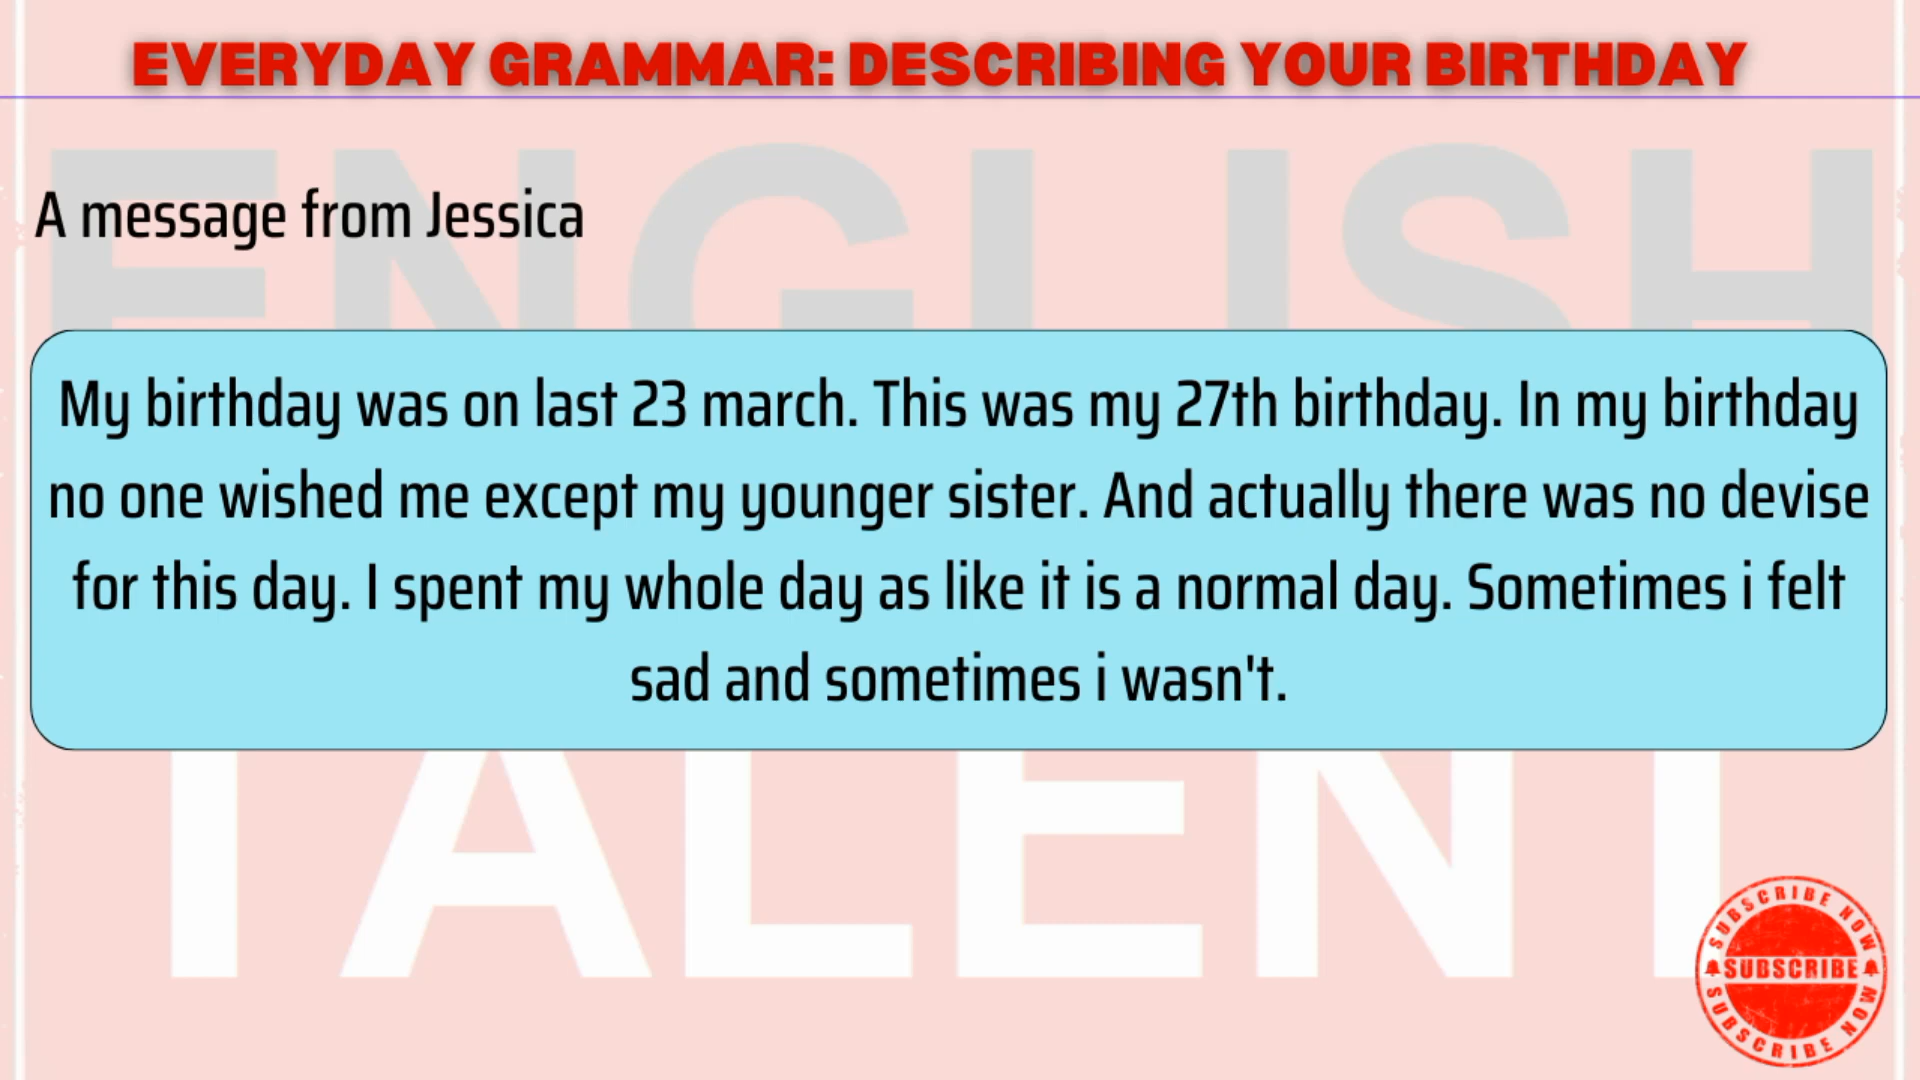 EVERYDAY GRAMMAR: DESCRIBING YOUR BIRTHDAY
ENGLISH
A message from Jessica
My birthday was on last 23 march. This was my 27th birthday. In my birthday
no one wished me except my younger sister. And actually there was no devise
for this day. I spent my whole day as like it is a normal day. Sometimes i felt
sad and sometimes i wasn't.
TALENT
SUBSCRIBE NOW
SUBSCRIBE
SUBSCRIBE NOW